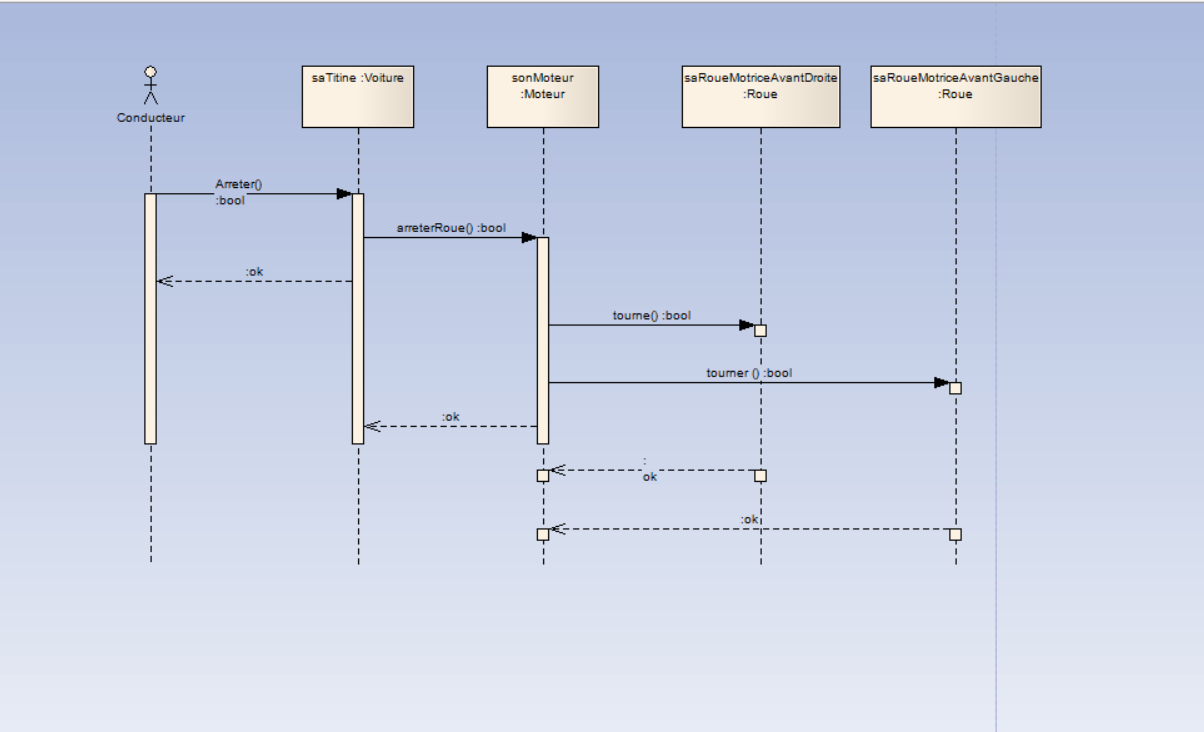 saTitine :Voiture
sonMoteur
:Moteur
saRoueMotriceAvantDroite
:Roue
saRoueMotriceAvantGauche
:Roue
Conducteur
Arreter()
:bool
arreterRoue() :bool
:ok
tourne() :bool
tourner () :bool
:ok
:
ok
:ok